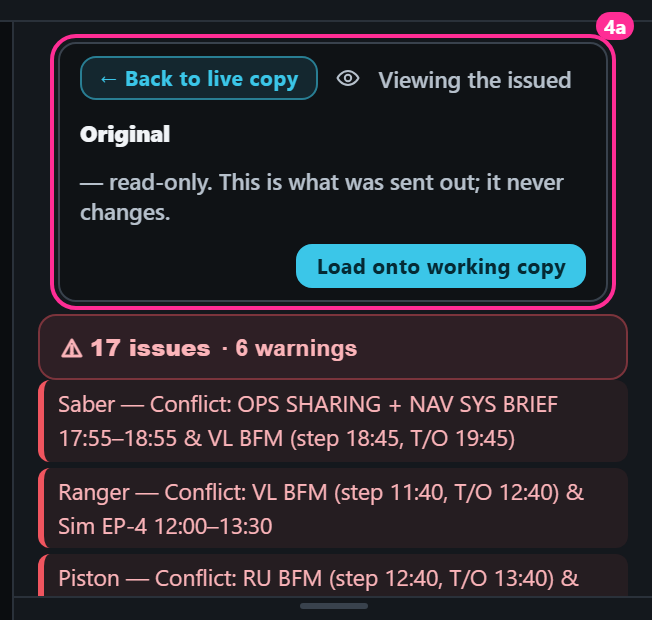 4a
← Back to live copy Viewing the issued
Original
— read-only. This is what was sent out; it never
changes.
Load onto working copy
⚠ 17 issues · 6 warnings
Saber — Conflict: OPS SHARING + NAV SYS BRIEF
17:55–18:55 & VL BFM (step 18:45, T/O 19:45)
Ranger — Conflict: VL BFM (step 11:40, T/O 12:40) &
Sim EP-4 12:00–13:30
Piston — Conflict: RU BFM (step 12:40, T/O 13:40) &